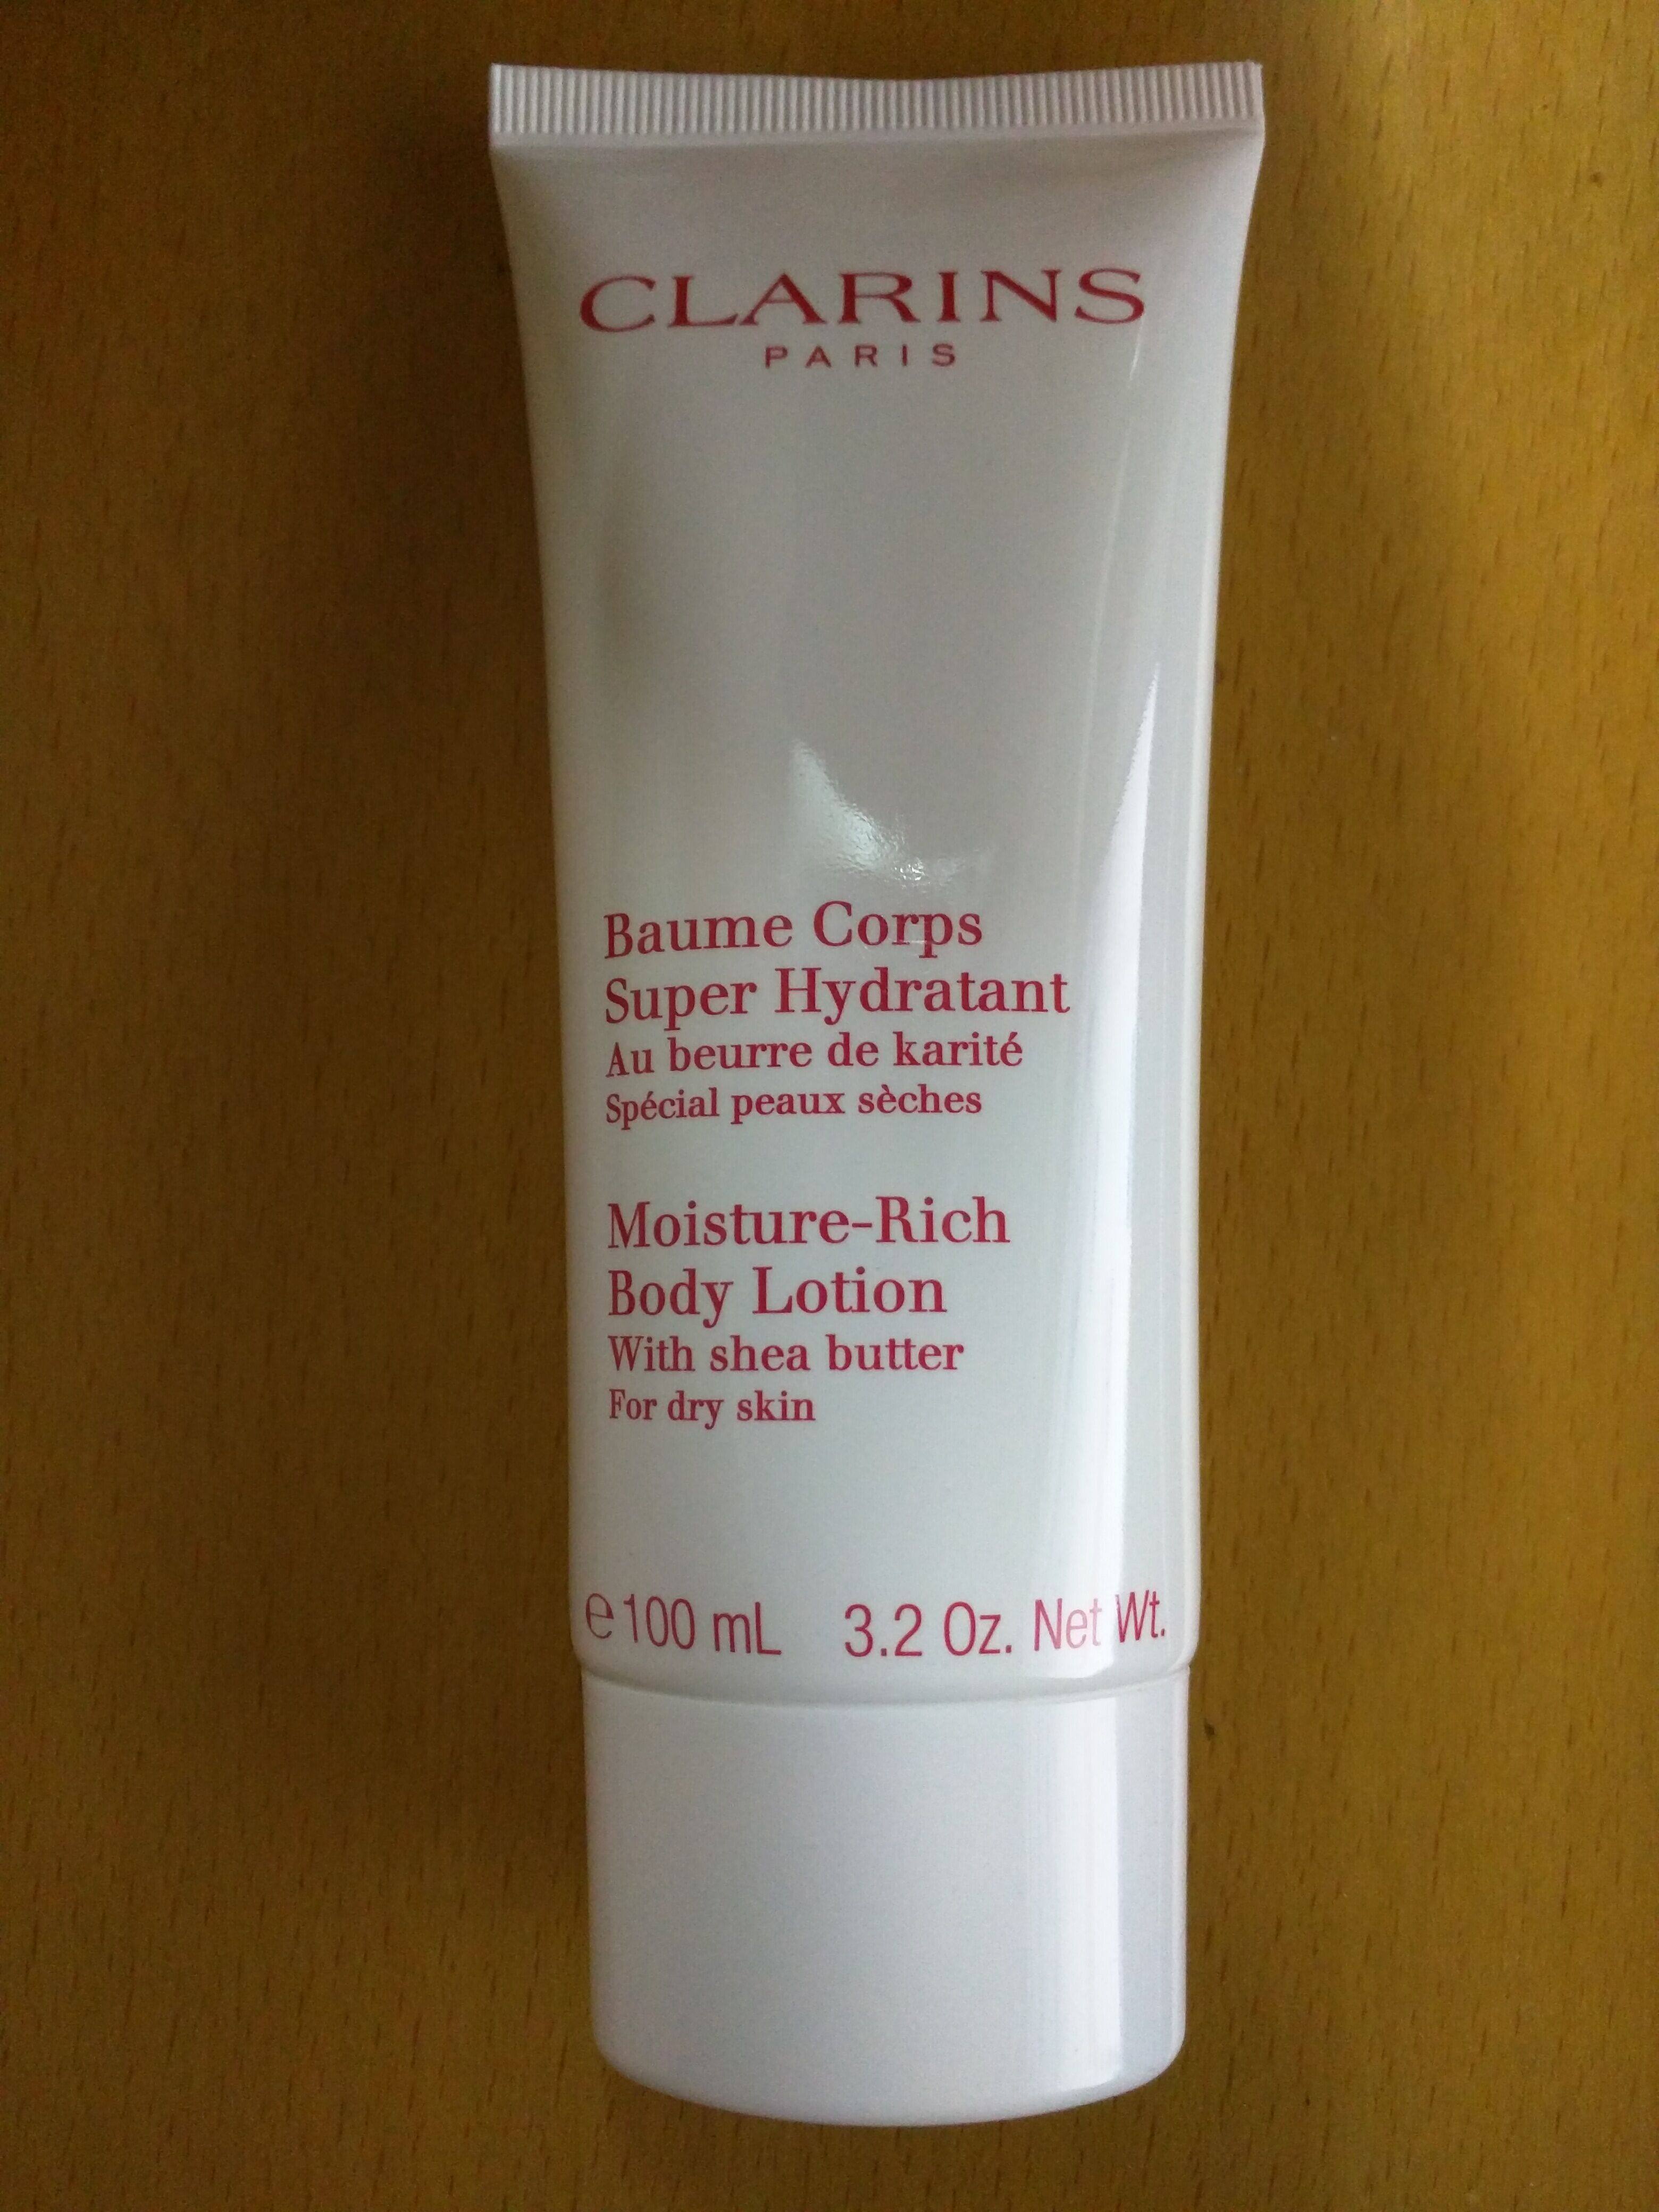 CLARINS
PARIS
Baume Corps
Super Hydratant
Au beurre de karité
Spécial peaux sèches
Moisture-Rich
Body Lotion
With shea butter
For dry skin
℮ 100 mL 3.2 Oz. Net Wt.